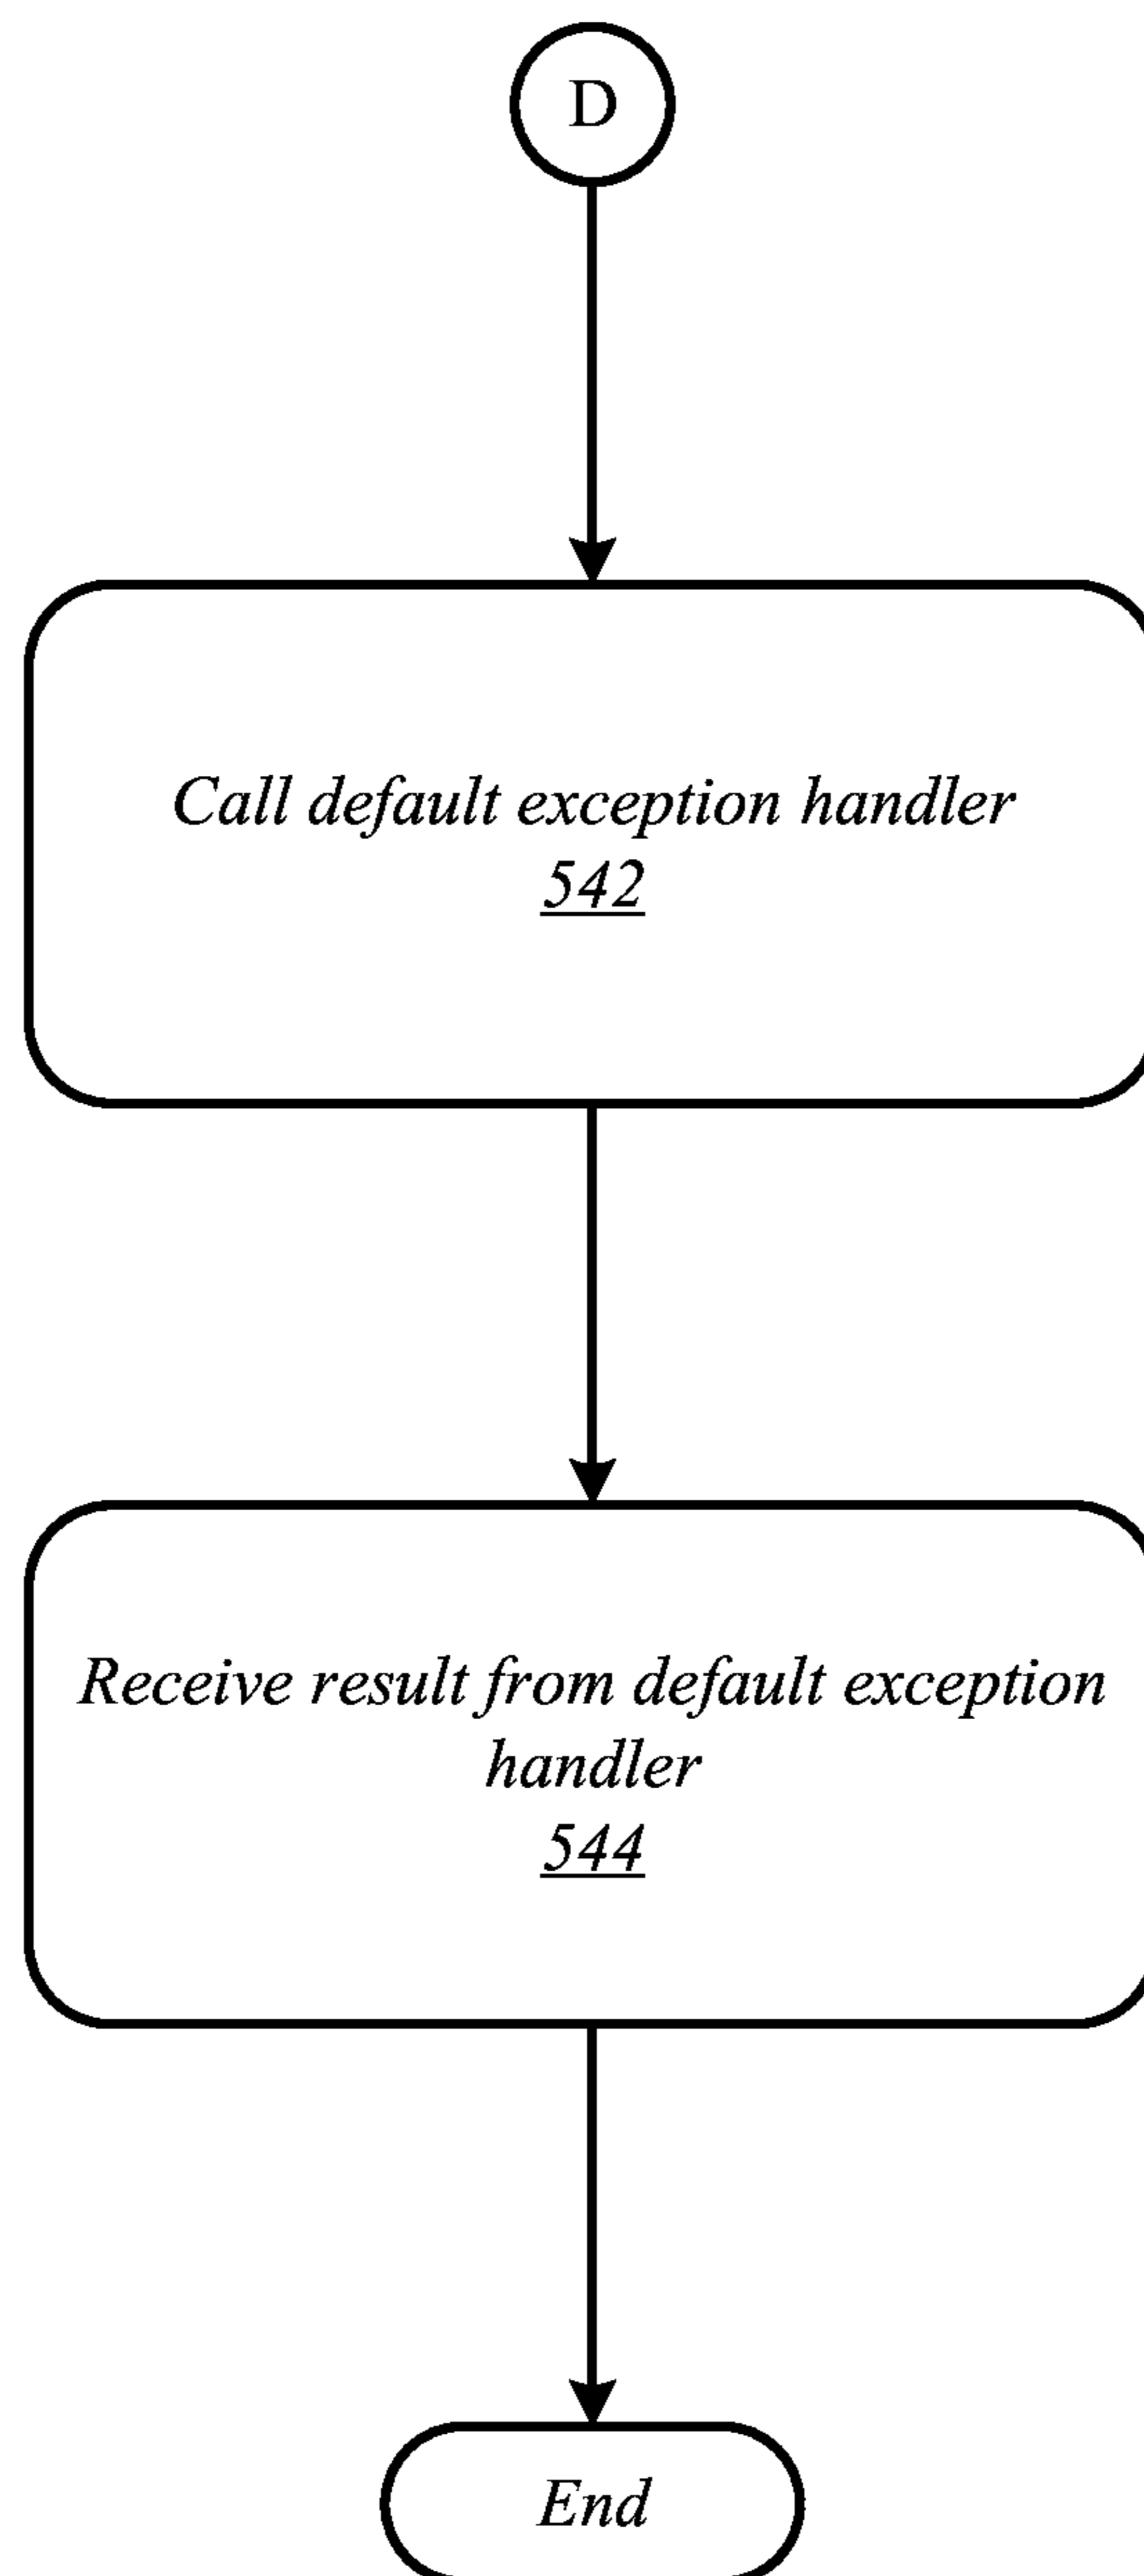 D
Call default exception handler
542
Receive result from default exception
handler
544
End